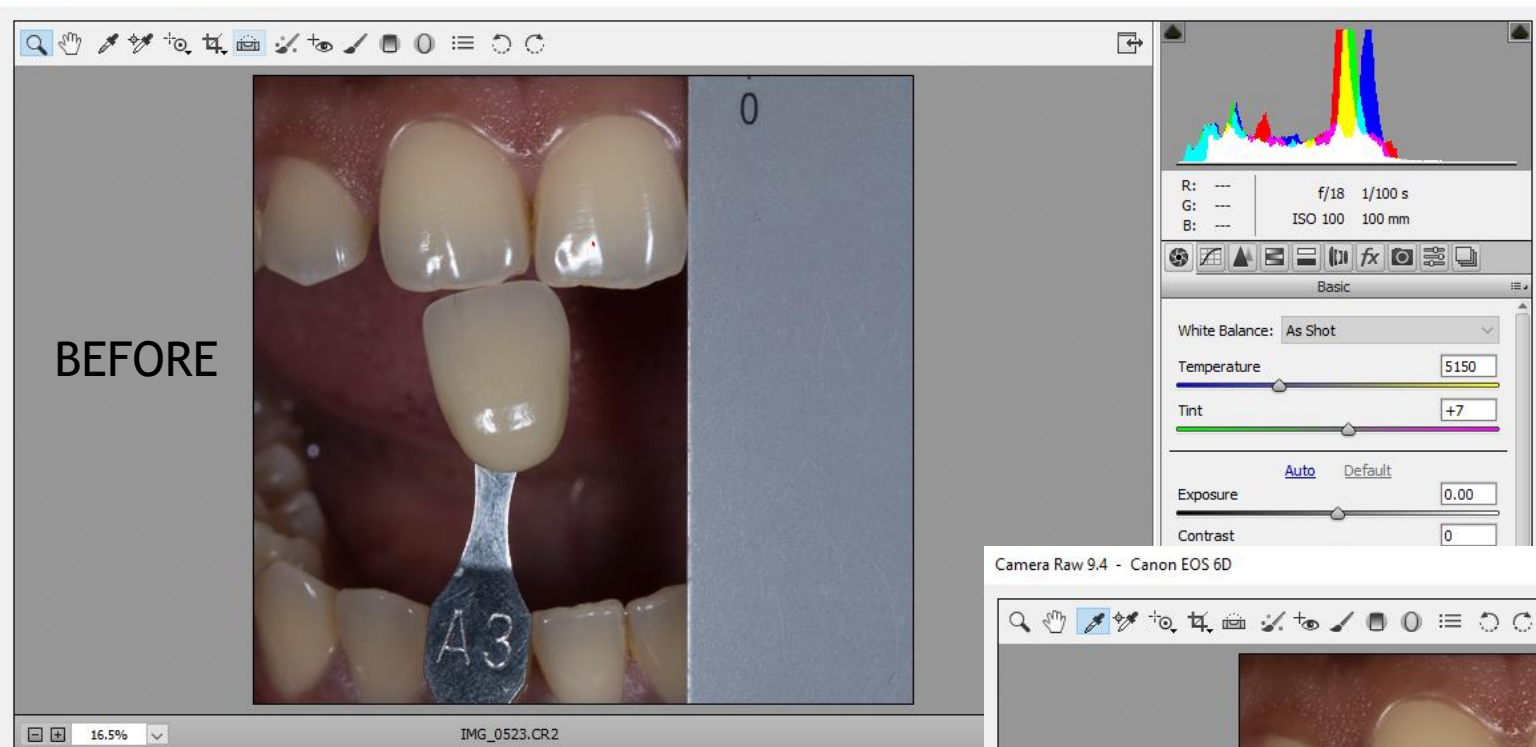 0
BEFORE
A3
16.5%
IMG_0523.CR2
R: ---
G: ---
B: ---
f/18 1/100 s
ISO 100 100 mm
fx
Basic
White Balance: As Shot
Temperature 5150
Tint +7
Auto Default
Exposure 0.00
Contrast 0
Camera Raw 9.4 - Canon EOS 6D